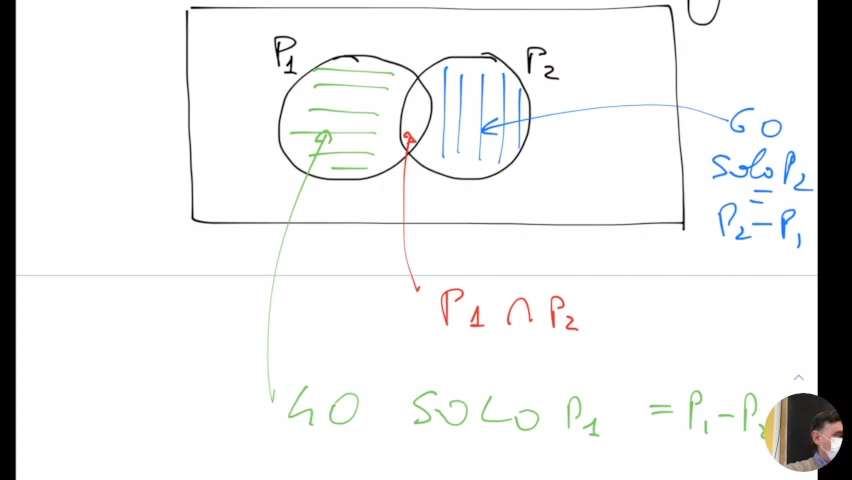 U
P1 P2
60
solo P2
=
P2-P1
P1 ∩ P2
40 SOLO P1 = P1-P2